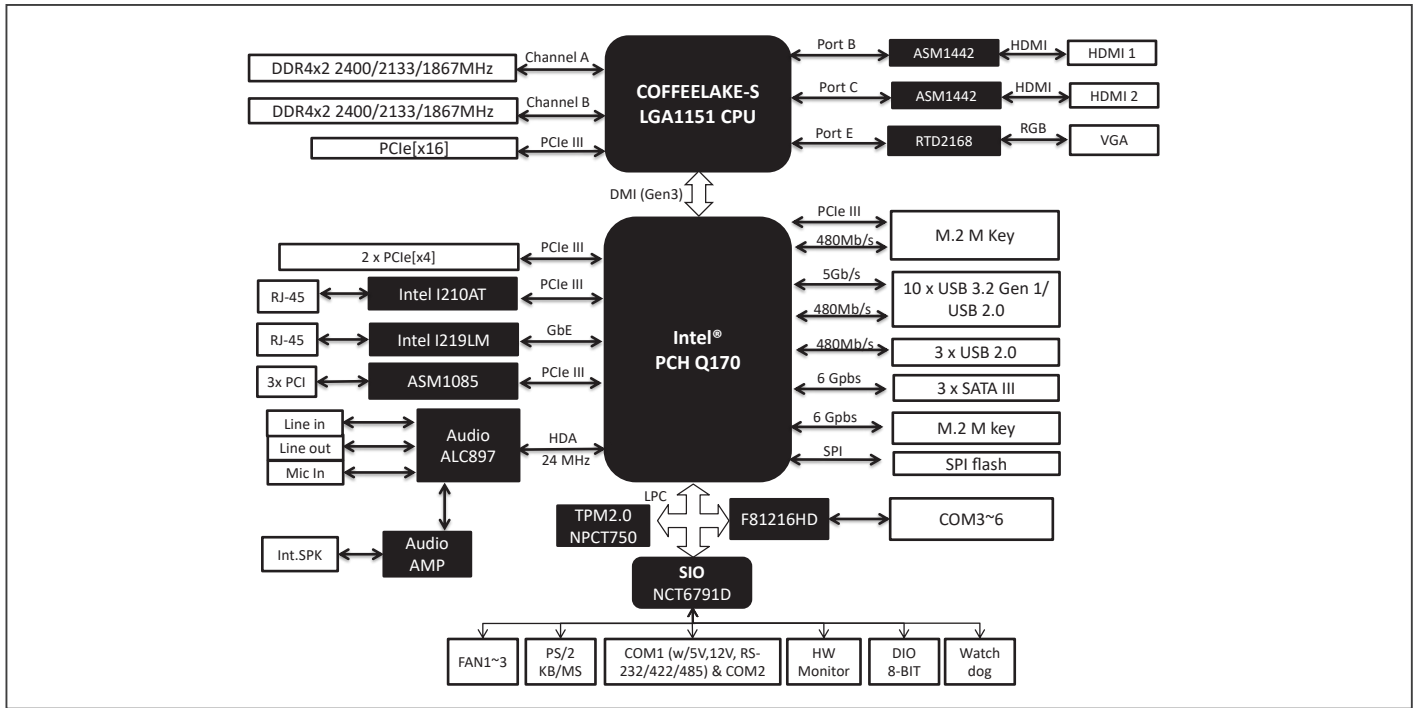 DDR4x2 2400/2133/1867MHz
Channel A
COFFEELAKE-S
LGA1151 CPU
Port B
ASM1442
HDMI
HDMI 1
DDR4x2 2400/2133/1867MHz
Channel B
Port C
ASM1442
HDMI
HDMI 2
PCIe[x16]
PCIe III
Port E
RTD2168
RGB
VGA
DMI (Gen3)
2 x PCIe[x4]
PCIe III
RJ-45
Intel I210AT
PCIe III
RJ-45
Intel I219LM
GbE
3x PCI
ASM1085
PCIe III
Line in
Line out
Mic In
Audio
ALC897
HDA
24 MHz
Int.SPK
Audio
AMP
Intel®
PCH Q170
PCIe III
480Mb/s
M.2 M Key
5Gb/s
480Mb/s
10 x USB 3.2 Gen 1/
USB 2.0
480Mb/s
3 x USB 2.0
6 Gpbs
3 x SATA III
6 Gpbs
M.2 M key
SPI
SPI flash
LPC
TPM2.0
NPCT750
F81216HD
COM3~6
SIO
NCT6791D
FAN1~3
PS/2
KB/MS
COM1 (w/5V,12V, RS-
232/422/485) & COM2
HW
Monitor
DIO
8-BIT
Watch
dog